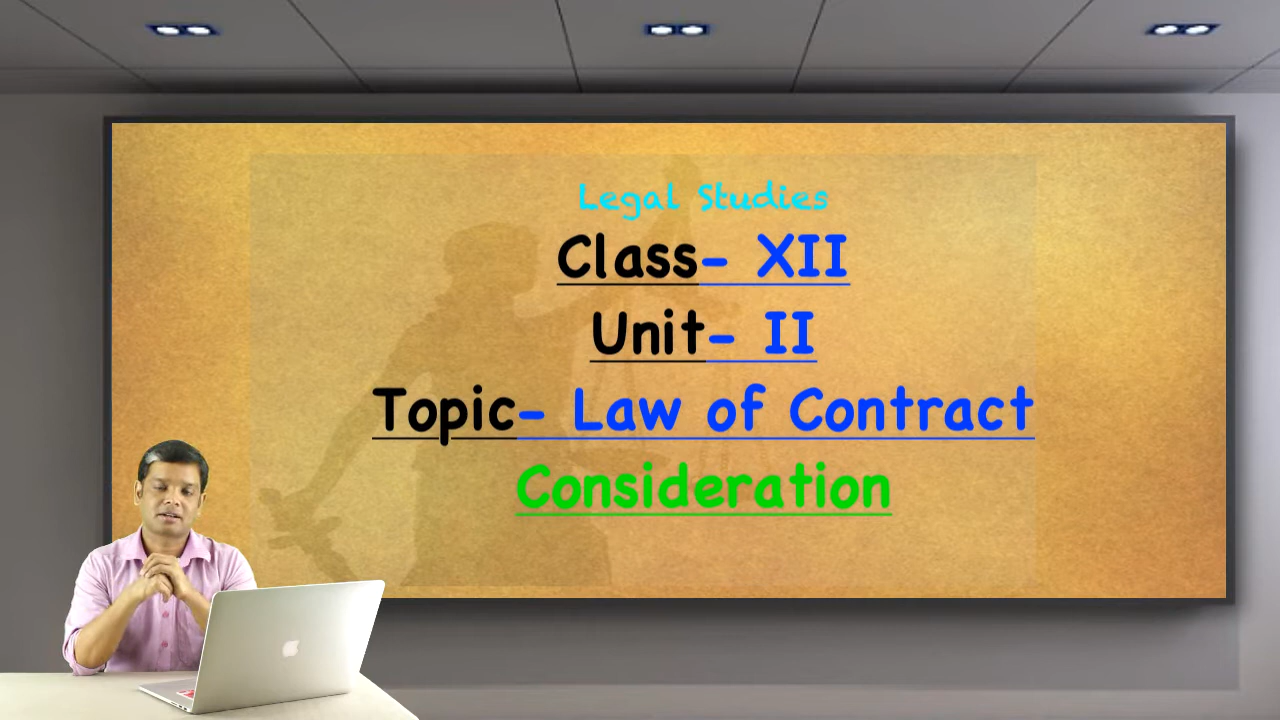 Legal Studies
Class- XII
Unit- II
Topic- Law of Contract
Consideration